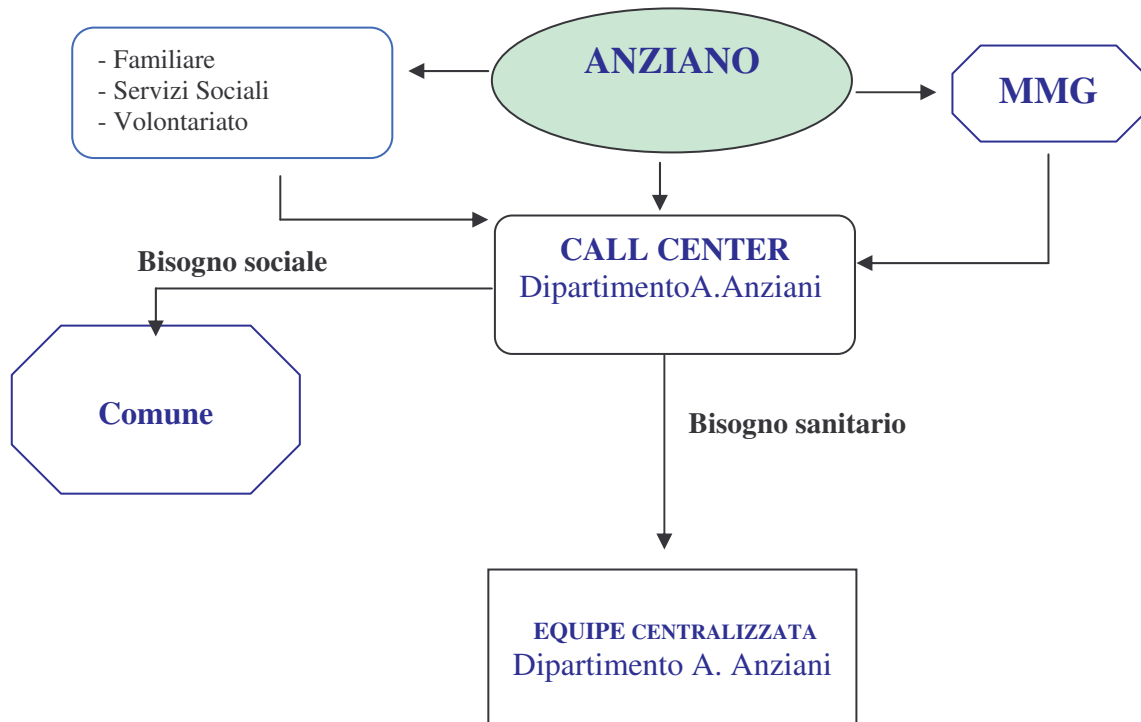 ANZIANO
- Familiare
- Servizi Sociali
- Volontariato
MMG
CALL CENTER
DipartimentoA.Anziani
Bisogno sociale
Comune
Bisogno sanitario
EQUIPE CENTRALIZZATA
Dipartimento A. Anziani